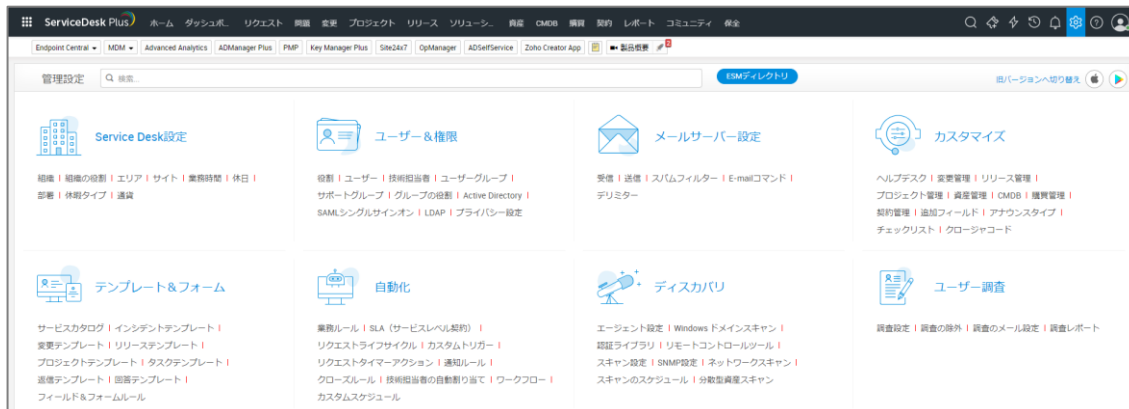 ServiceDesk Plus ホーム ダッシュボ... リクエスト 問題 変更 プロジェクト リリース ソリューシ... 資産 CMDB 購買 契約 レポート コミュニティ 保全
Endpoint Central MDM Advanced Analytics ADManager Plus PMP Key Manager Plus Site24x7 OpManager ADSelfService Zoho Creator App 製品概要 2
管理設定 検索... ESMディレクトリ 旧バージョンへ切り替え
Service Desk設定
組織 | 組織の役割 | エリア | サイト | 業務時間 | 休日 |
部署 | 休暇タイプ | 通貨
ユーザー＆権限
役割 | ユーザー | 技術担当者 | ユーザーグループ |
サポートグループ | グループの役割 | Active Directory |
SAMLシングルサインオン | LDAP | プライバシー設定
メールサーバー設定
受信 | 送信 | スパムフィルター | E-mailコマンド |
デリミター
カスタマイズ
ヘルプデスク | 変更管理 | リリース管理 |
プロジェクト管理 | 資産管理 | CMDB | 購買管理 |
契約管理 | 追加フィールド | アナウンスタイプ |
チェックリスト | クロージャコード
テンプレート＆フォーム
サービスカタログ | インシデントテンプレート |
変更テンプレート | リリーステンプレート |
プロジェクトテンプレート | タスクテンプレート |
返信テンプレート | 回答テンプレート |
フィールド＆フォームルール
自動化
業務ルール | SLA（サービスレベル契約） |
リクエストライフサイクル | カスタムトリガー |
リクエストタイマーアクション | 通知ルール |
クローズルール | 技術担当者の自動割り当て | ワークフロー |
カスタムスケジュール
ディスカバリ
エージェント設定 | Windows ドメインスキャン |
認証ライブラリ | リモートコントロールツール |
スキャン設定 | SNMP設定 | ネットワークスキャン |
スキャンのスケジュール | 分散型資産スキャン
ユーザー調査
調査設定 | 調査の除外 | 調査のメール設定 | 調査レポート